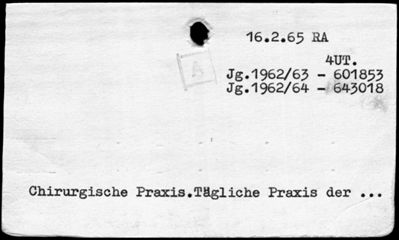 16.2.65 RA
A
4UT.
Jg.1962/63 - 601853
Jg.1962/64 - 643018
Chirurgische Praxis.Tägliche Praxis der ...